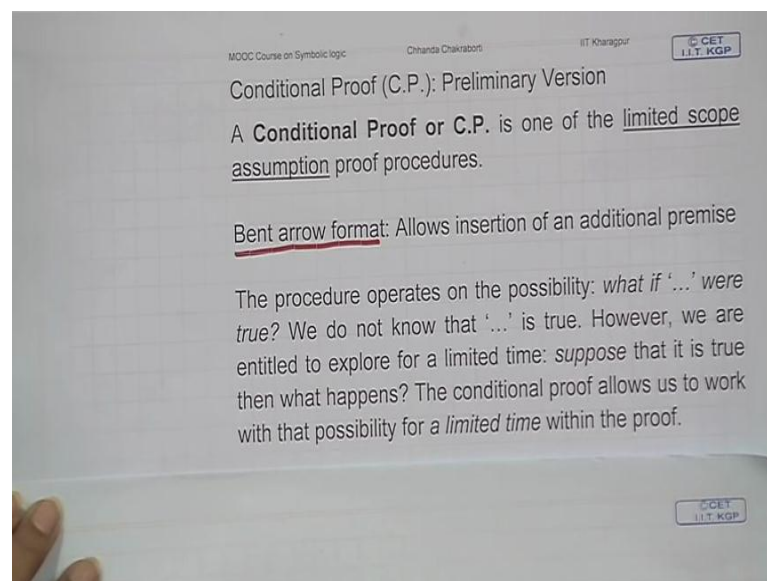 MOOC Course on Symbolic logic Chhanda Chakraborti IIT Kharagpur
© CET
I.I.T. KGP
Conditional Proof (C.P.): Preliminary Version
A Conditional Proof or C.P. is one of the limited scope
assumption proof procedures.
Bent arrow format: Allows insertion of an additional premise
The procedure operates on the possibility: what if ‘...’ were
true? We do not know that ‘...’ is true. However, we are
entitled to explore for a limited time: suppose that it is true
then what happens? The conditional proof allows us to work
with that possibility for a limited time within the proof.
©CET
I.I.T. KGP